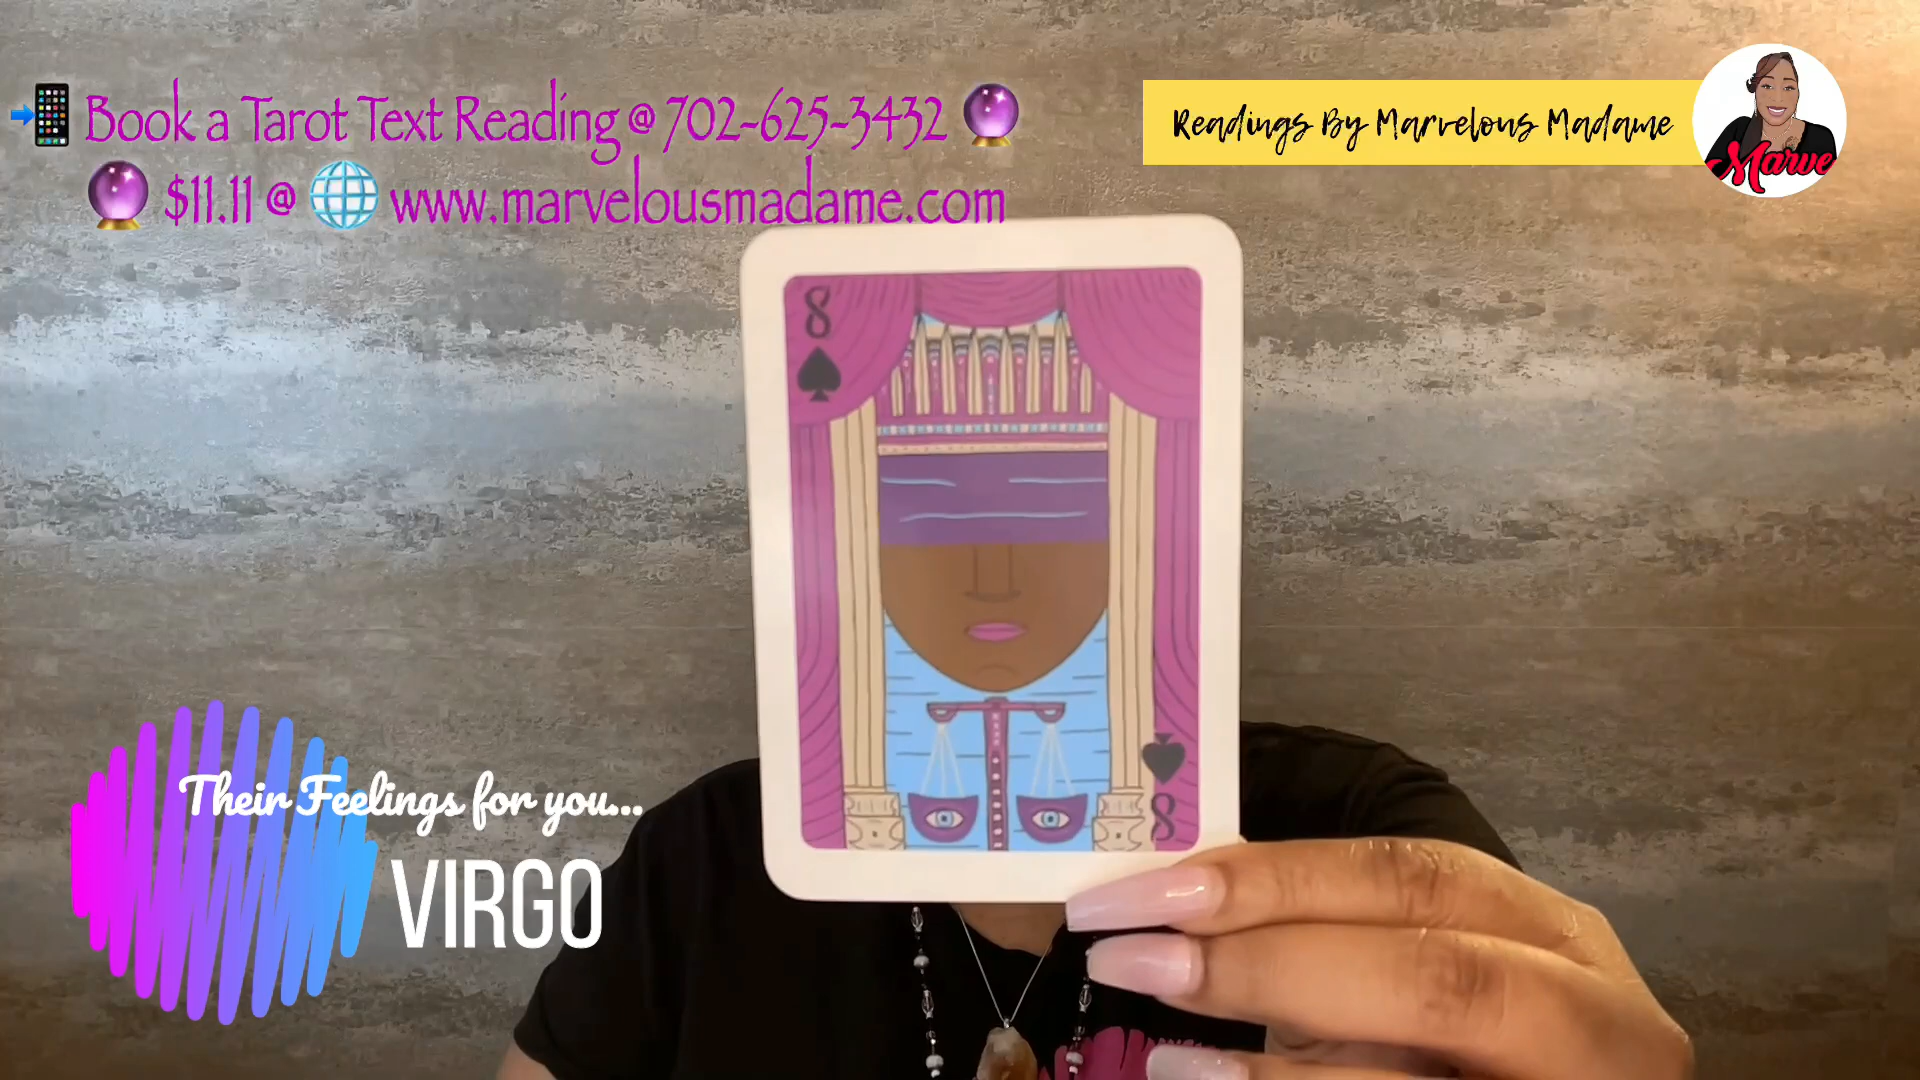 Book a Tarot Text Reading @ 702-625-3432
$11.11 @ www.marvelousmadame.com
Readings By Marvelous Madame
Marve
8
Their Feelings for you...
VIRGO
8